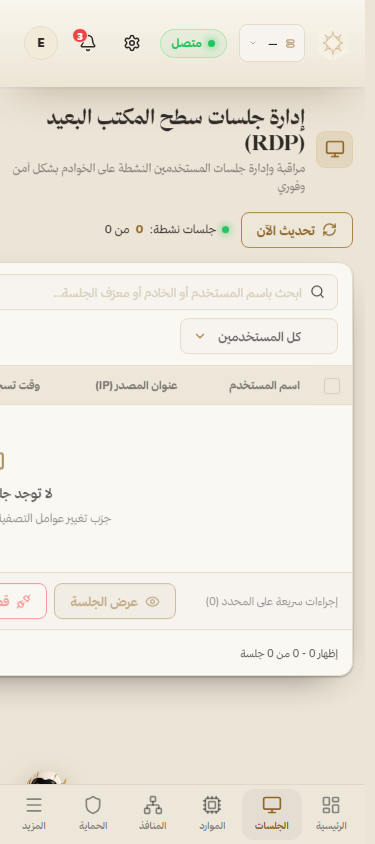 —
متصل
3
E
إدارة جلسات سطح المكتب البعيد
(RDP)
مراقبة وإدارة جلسات المستخدمين النشطة على الخوادم بشكل آمن
وفوري
تحديث الآن
جلسات نشطة: 0 من 0
ابحث باسم المستخدم أو الخادم أو معرّف الجلسة...
كل المستخدمين
اسم المستخدم
عنوان المصدر (IP)
وقت
لا توجد
جرّب تغيير عوامل التصفية
إجراءات سريعة على المحدد (0)
عرض الجلسة
إظهار 0 - 0 من 0 جلسة
الرئيسية
الجلسات
الموارد
المنافذ
الحماية
المزيد